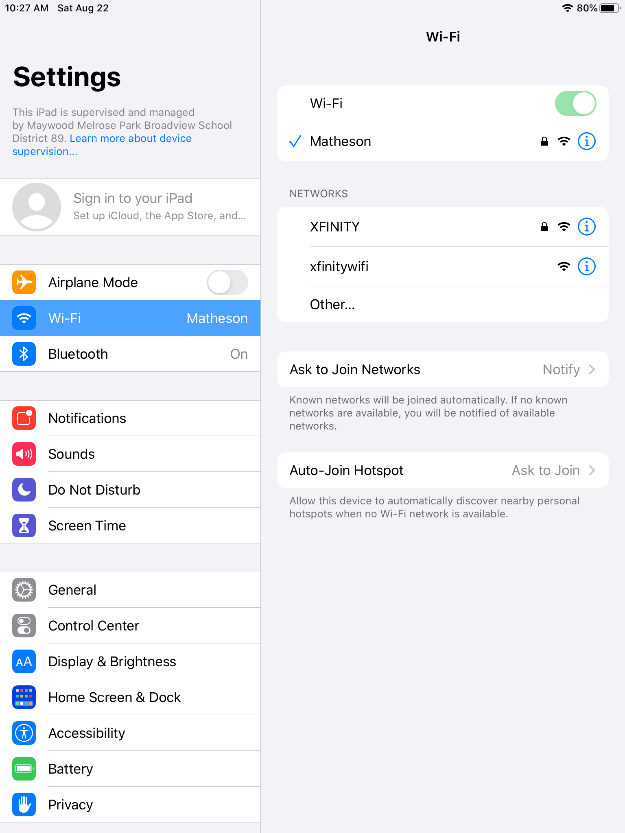 10:27 AM Sat Aug 22
80%
Settings
This iPad is supervised and managed
by Maywood Melrose Park Broadview School
District 89. Learn more about device
supervision...
Sign in to your iPad
Set up iCloud, the App Store, and...
Airplane Mode
Wi-Fi Matheson
Bluetooth On
Notifications
Sounds
Do Not Disturb
Screen Time
General
Control Center
AA Display & Brightness
Home Screen & Dock
Accessibility
Battery
Privacy
Wi-Fi
Wi-Fi
Matheson
NETWORKS
XFINITY
xfinitywifi
Other...
Ask to Join Networks Notify
Known networks will be joined automatically. If no known
networks are available, you will be notified of available
networks.
Auto-Join Hotspot Ask to Join
Allow this device to automatically discover nearby personal
hotspots when no Wi-Fi network is available.